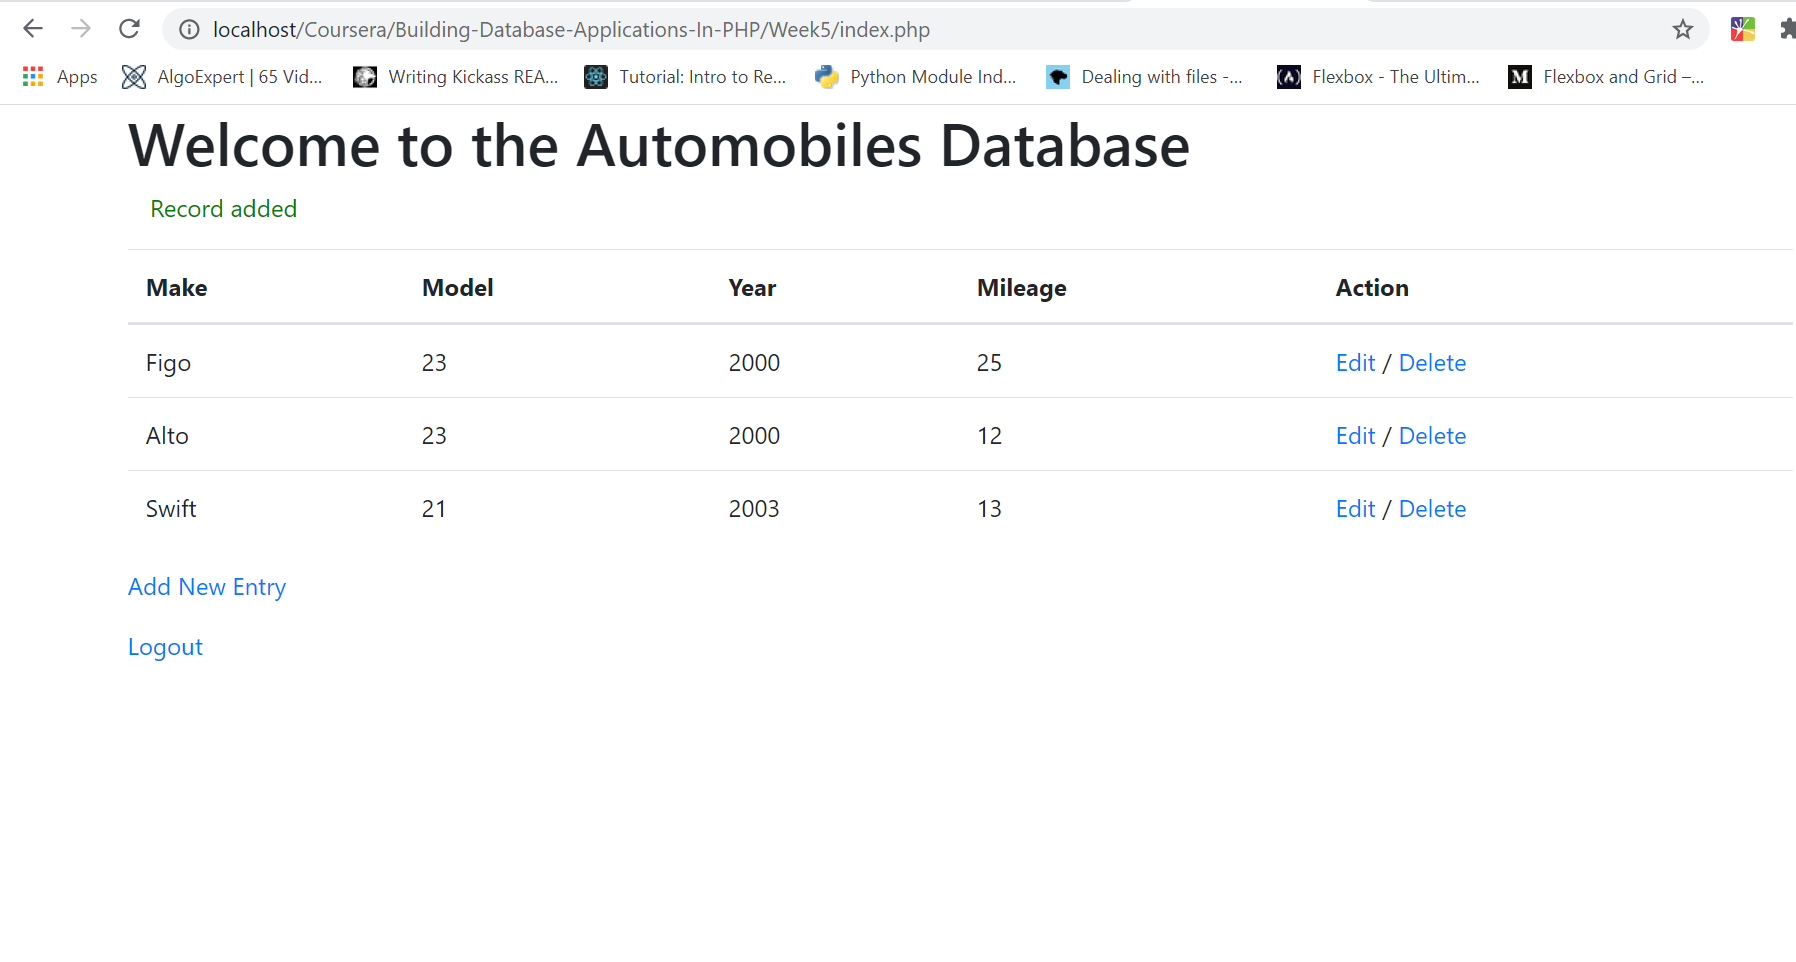 localhost/Coursera/Building-Database-Applications-In-PHP/Week5/index.php
Apps AlgoExpert | 65 Vid... Writing Kickass REA... Tutorial: Intro to Re... Python Module Ind... Dealing with files -... Flexbox - The Ultim... Flexbox and Grid –...
Welcome to the Automobiles Database
Record added
Make Model Year Mileage Action
Figo 23 2000 25 Edit / Delete
Alto 23 2000 12 Edit / Delete
Swift 21 2003 13 Edit / Delete
Add New Entry
Logout